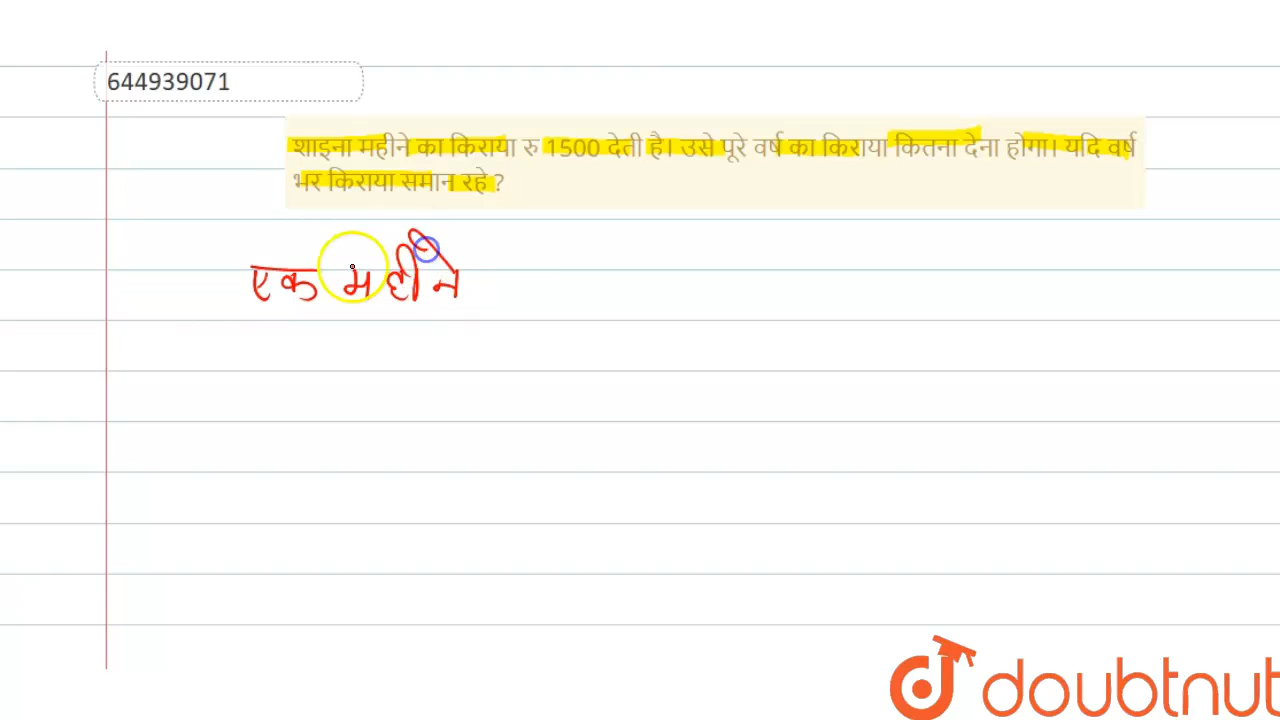 644939071
शाइना महीने का किराया रु 1500 देती है। उसे पूरे वर्ष का किराया कितना देना होगा। यदि वर्ष
भर किराया समान रहे ?
एक महीने
doubtnut